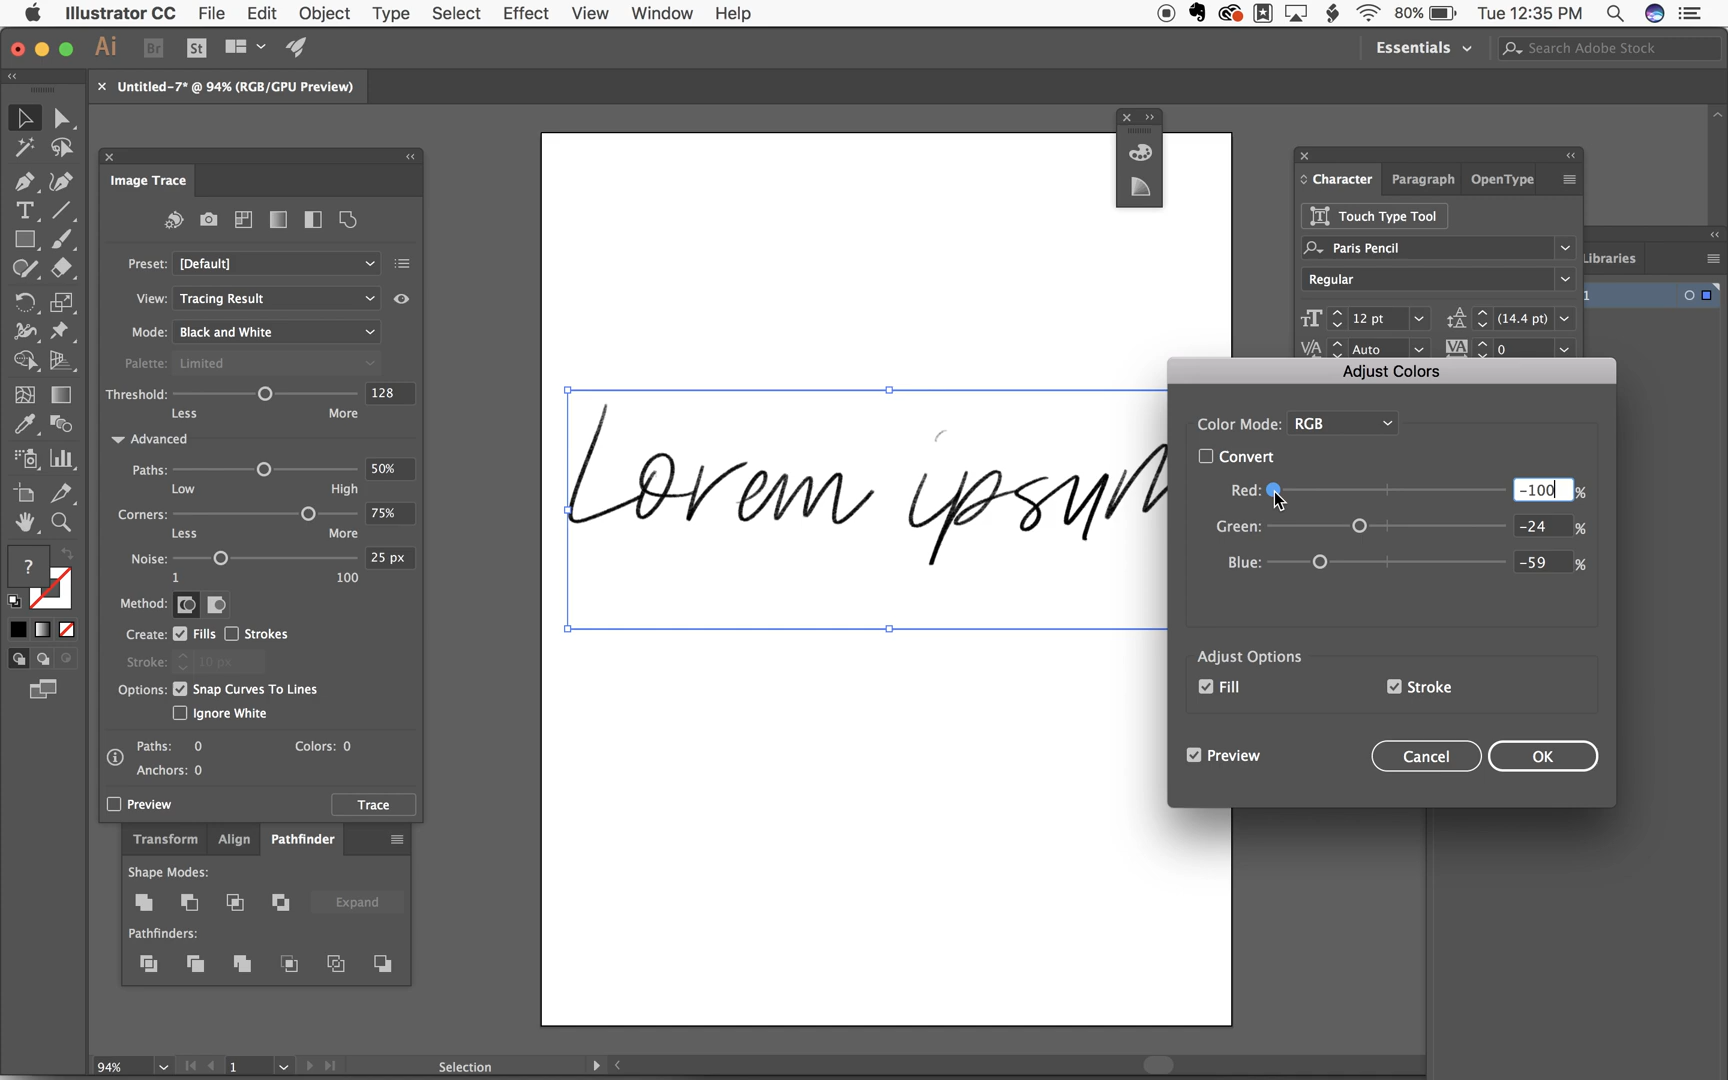 Illustrator CC File Edit Object Type Select Effect View Window Help 80% Tue 12:35 PM
Ai Br St Essentials Search Adobe Stock
× Untitled-7* @ 94% (RGB/GPU Preview)
Image Trace
Preset: [Default]
View: Tracing Result
Mode: Black and White
Palette: Limited
Threshold: 128
Less More
Advanced
Paths: 50%
Low High
Corners: 75%
Less More
Noise: 25 px
1 100
Method:
Create: Fills Strokes
Stroke: 10 px
Options: Snap Curves To Lines
Ignore White
Paths: 0 Colors: 0
Anchors: 0
Preview Trace
Transform Align Pathfinder
Shape Modes:
Expand
Pathfinders:
?
Lorem ipsum
Character Paragraph OpenType
Touch Type Tool
Paris Pencil
Regular
12 pt (14.4 pt)
Auto 0
Libraries
1
Adjust Colors
Color Mode: RGB
Convert
Red: -100 %
Green: -24 %
Blue: -59 %
Adjust Options
Fill Stroke
Preview Cancel OK
94% 1 Selection